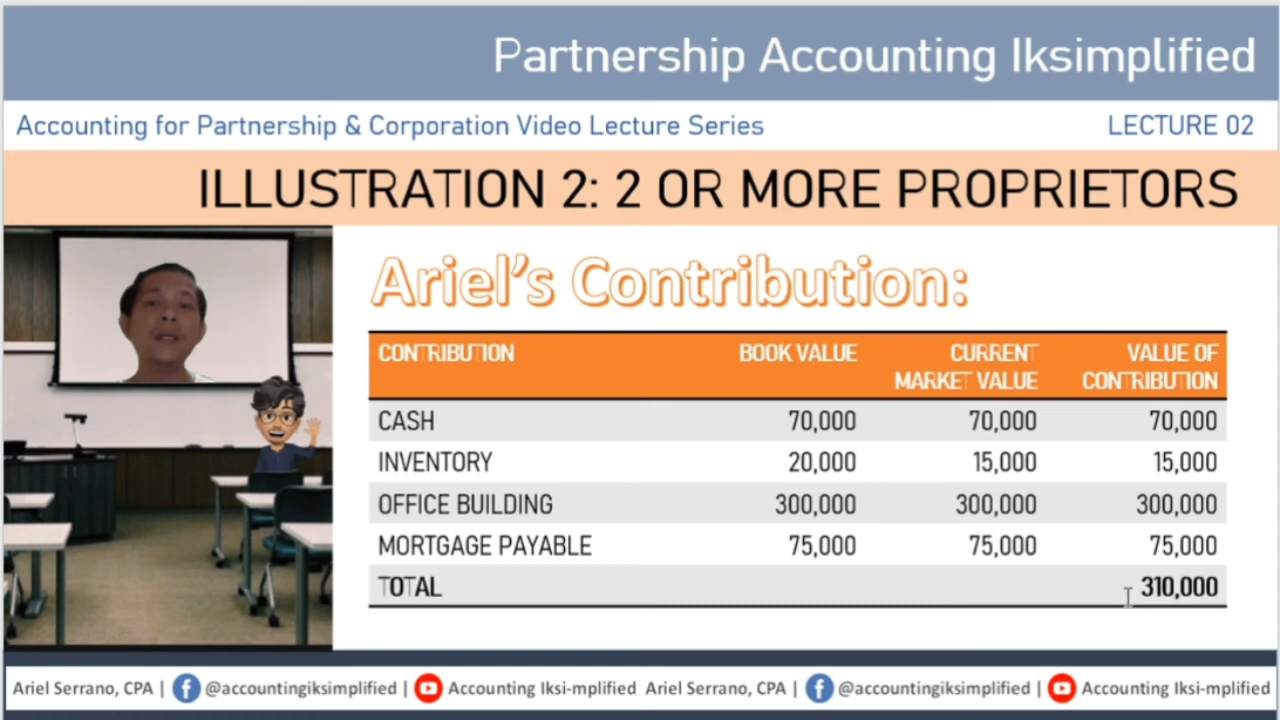 Partnership Accounting Iksimplified
Accounting for Partnership & Corporation Video Lecture Series LECTURE 02
ILLUSTRATION 2: 2 OR MORE PROPRIETORS
Ariel's Contribution:
CONTRIBUTION BOOK VALUE CURRENT MARKET VALUE VALUE OF CONTRIBUTION
CASH 70,000 70,000 70,000
INVENTORY 20,000 15,000 15,000
OFFICE BUILDING 300,000 300,000 300,000
MORTGAGE PAYABLE 75,000 75,000 75,000
TOTAL 310,000
Ariel Serrano, CPA | @accountingiksimplified | Accounting Iksi-mplified Ariel Serrano, CPA | @accountingiksimplified | Accounting Iksi-mplified